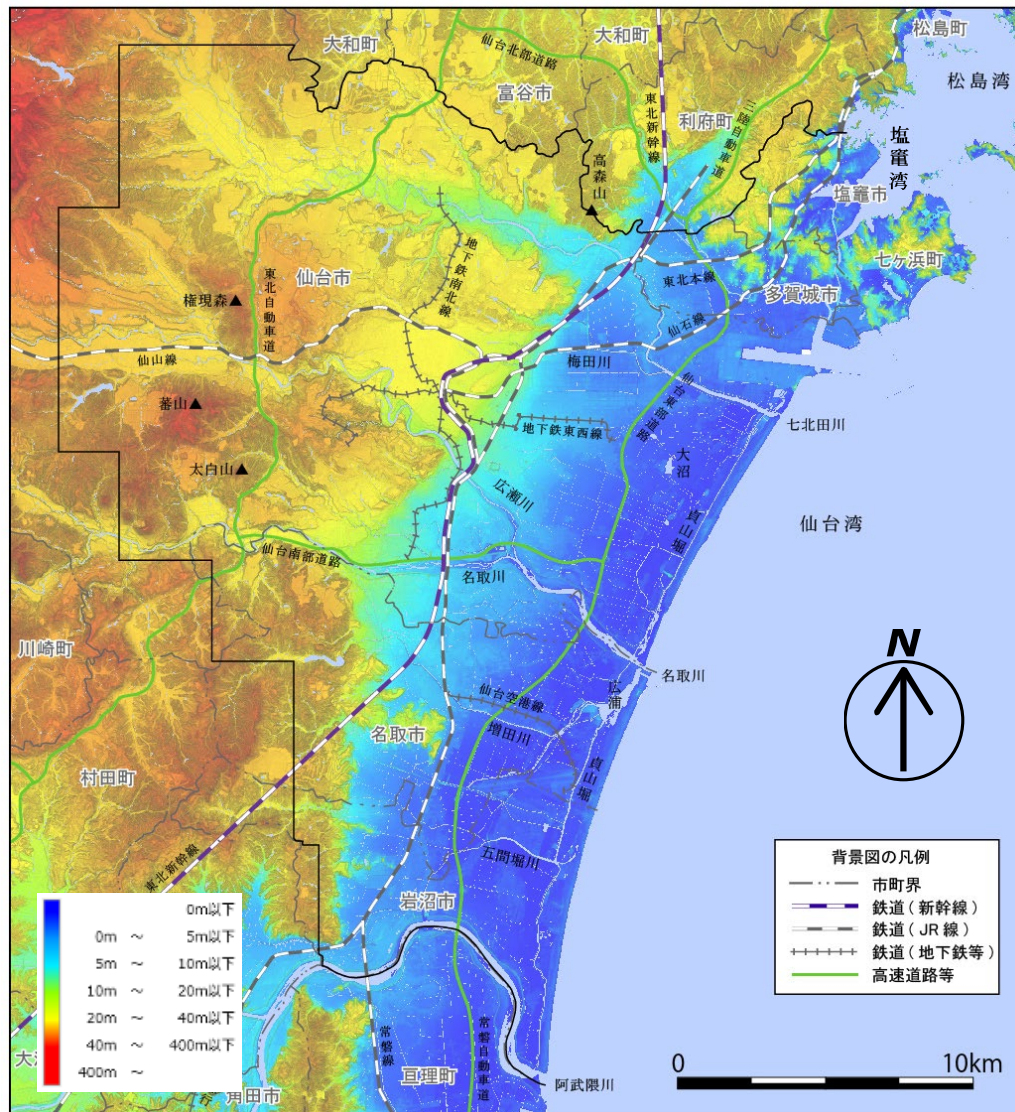 大和町
大和町
松島町
仙台北部道路
松島湾
富谷市
東北新幹線
利府町
三陸自動車道
高森山
塩竈湾
塩竈市
地下鉄南北線
七ヶ浜町
仙台市
東北自動車道
東北本線
多賀城市
権現森
仙石線
仙山線
梅田川
仙台東部道路
蕃山
七北田川
地下鉄東西線
大沼
太白山
広瀬川
貞山堀
仙台湾
仙台南部道路
名取川
川崎町
N
名取川
広浦
仙台空港線
名取市
増田川
村田町
貞山堀
東北新幹線
五間堀川
岩沼市
背景図の凡例
市町界
鉄道(新幹線)
鉄道(JR線)
鉄道(地下鉄等)
高速道路等
0m以下
0m ～ 5m以下
5m ～ 10m以下
10m ～ 20m以下
20m ～ 40m以下
40m ～ 400m以下
400m ～
常磐線
常磐自動車道
亘理町
阿武隈川
角田市
0 10km